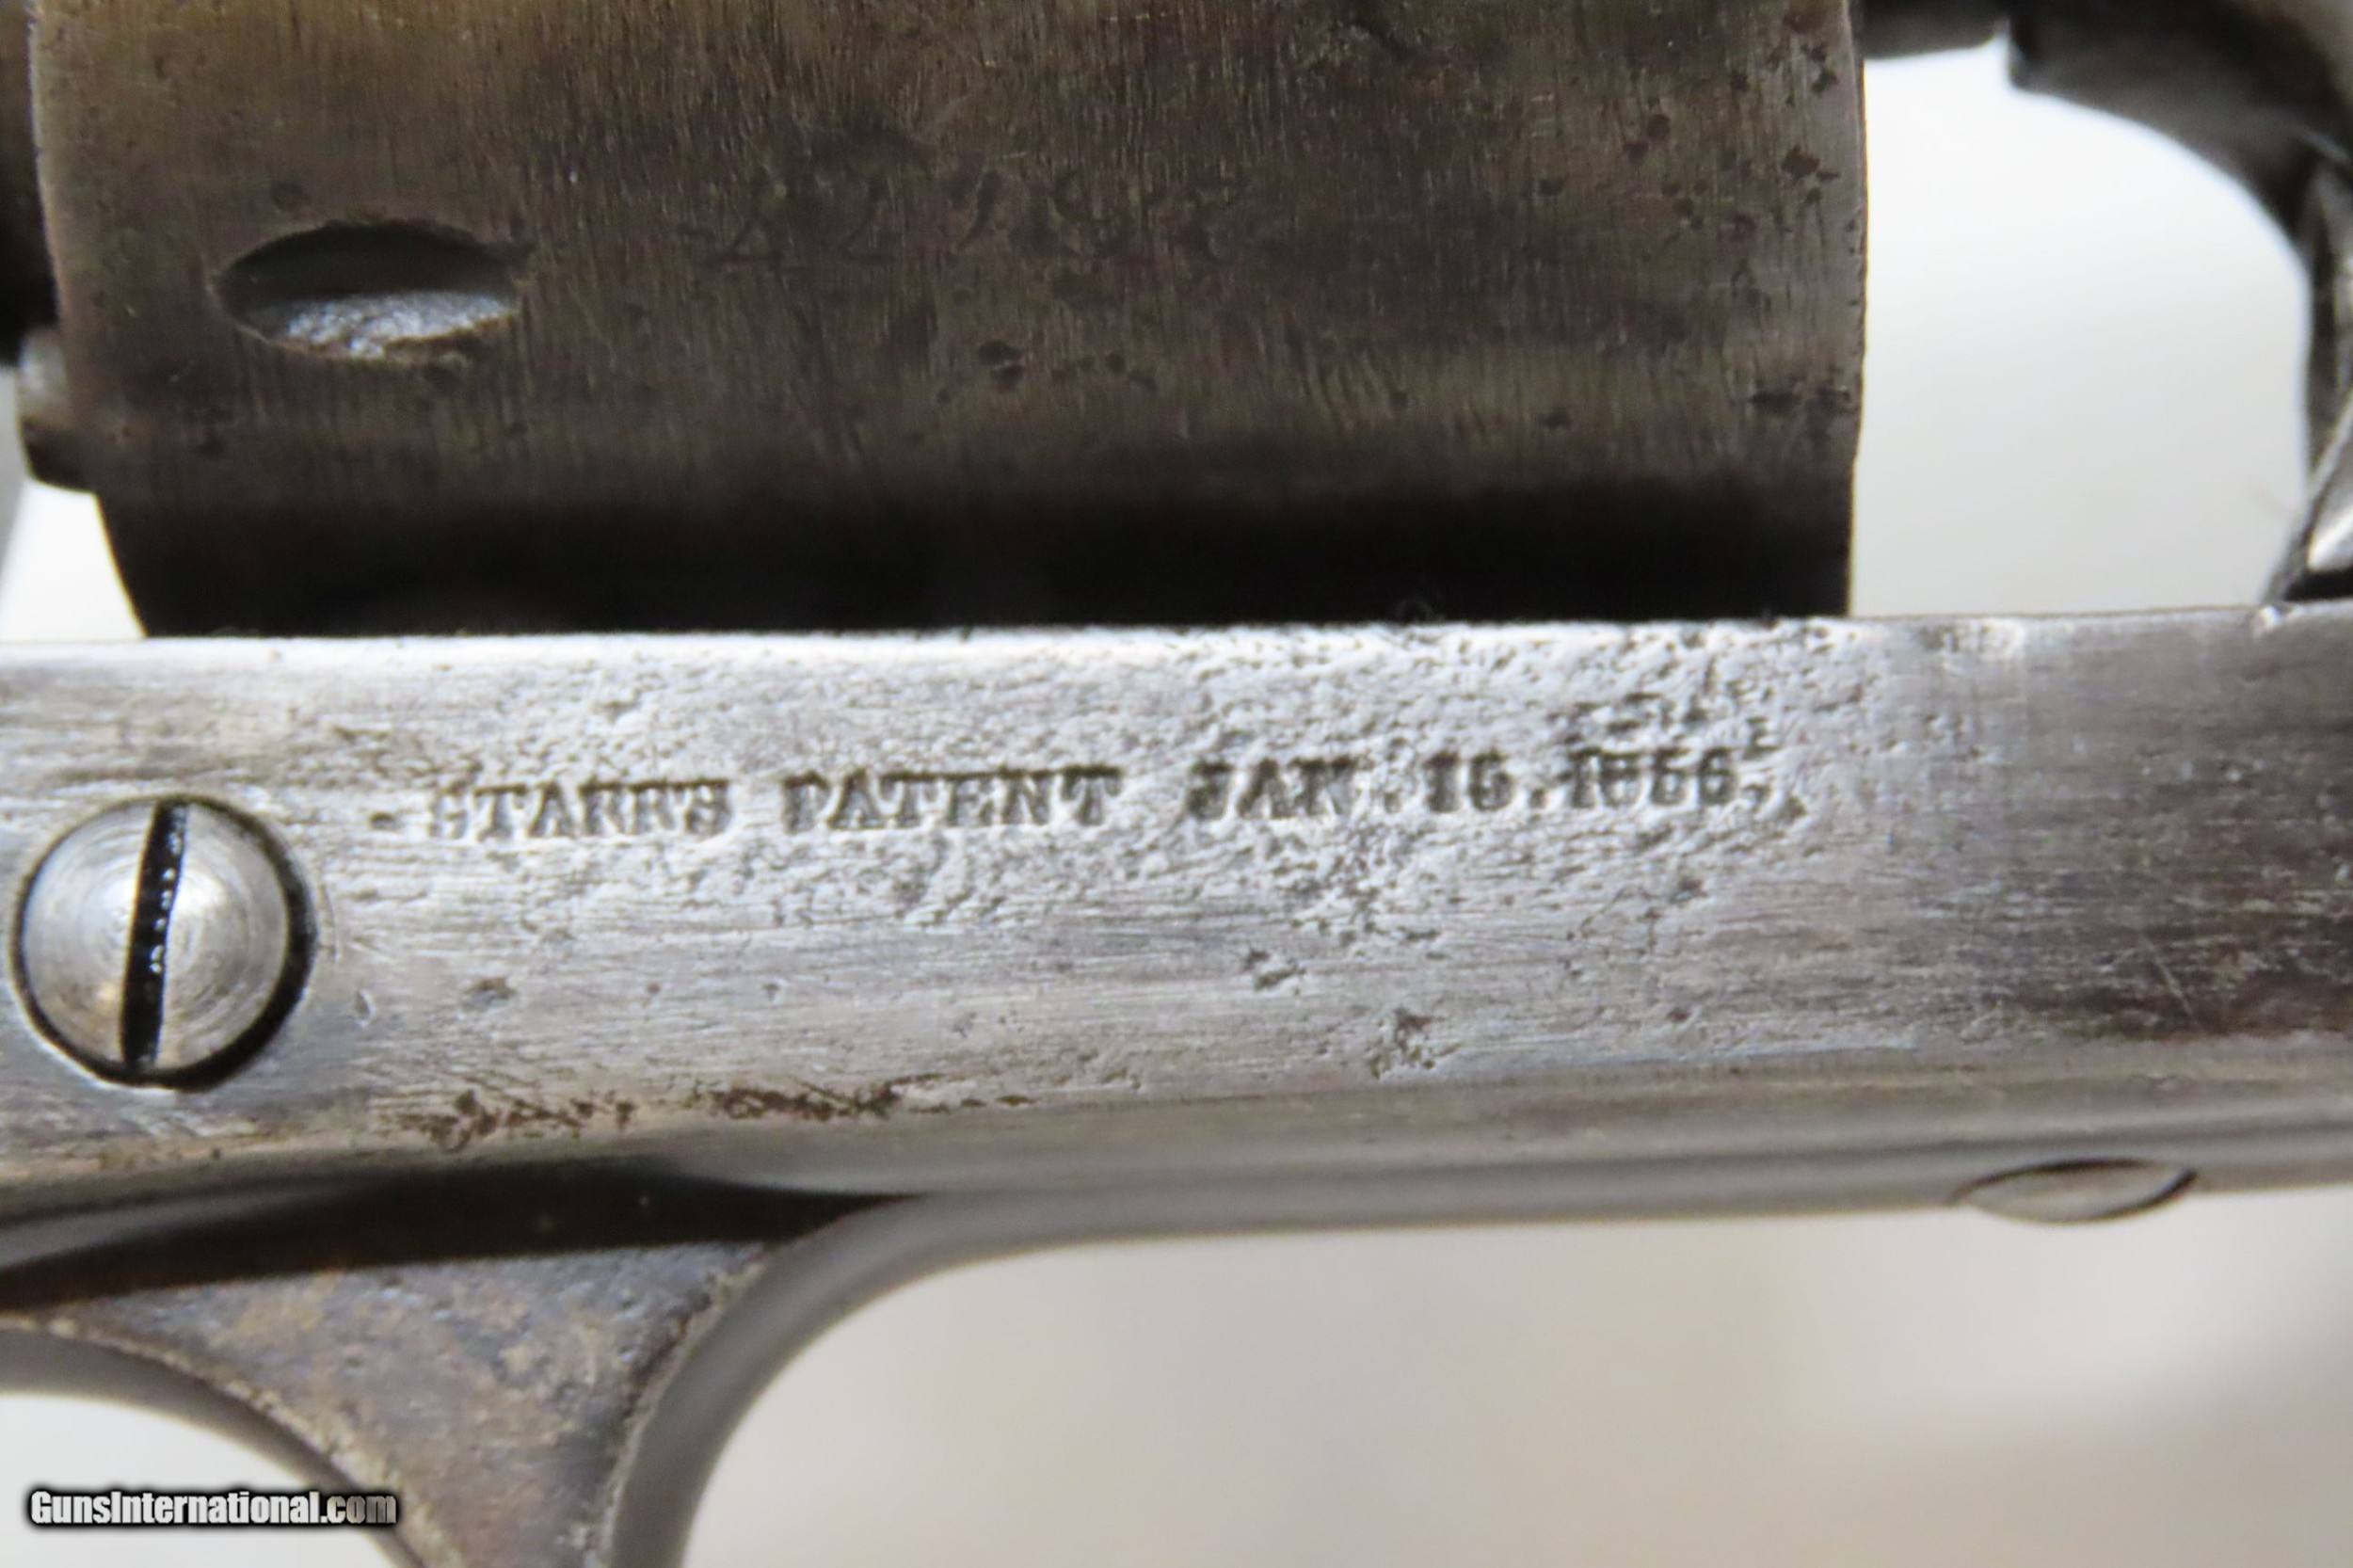 STARR'S PATENT JAN. 15. 1856.
GunsInternational.com